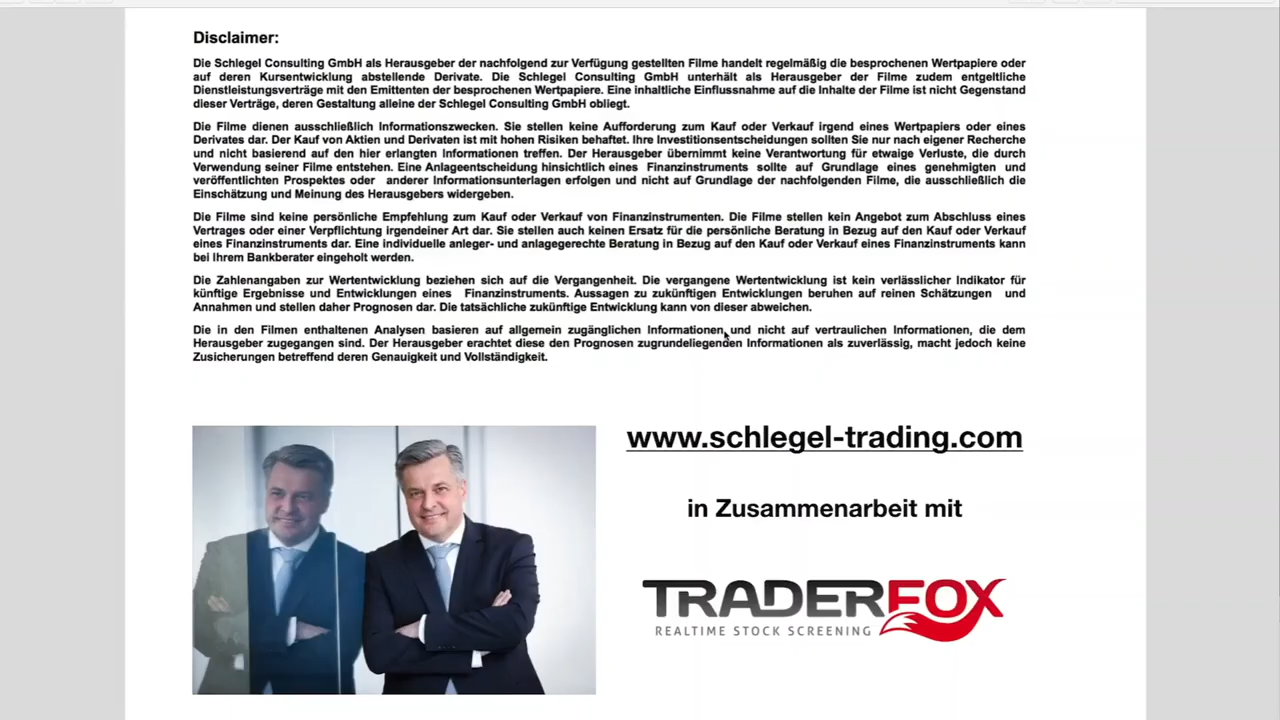 Disclaimer:
Die Schlegel Consulting GmbH als Herausgeber der nachfolgend zur Verfügung gestellten Filme handelt regelmäßig die besprochenen Wertpapiere oder
auf deren Kursentwicklung abstellende Derivate. Die Schlegel Consulting GmbH unterhält als Herausgeber der Filme zudem entgeltliche
Dienstleistungsverträge mit den Emittenten der besprochenen Wertpapiere. Eine inhaltliche Einflussnahme auf die Inhalte der Filme ist nicht Gegenstand
dieser Verträge, deren Gestaltung alleine der Schlegel Consulting GmbH obliegt.
Die Filme dienen ausschließlich Informationszwecken. Sie stellen keine Aufforderung zum Kauf oder Verkauf irgend eines Wertpapiers oder eines
Derivates dar. Der Kauf von Aktien und Derivaten ist mit hohen Risiken behaftet. Ihre Investitionsentscheidungen sollten Sie nur nach eigener Recherche
und nicht basierend auf den hier erlangten Informationen treffen. Der Herausgeber übernimmt keine Verantwortung für etwaige Verluste, die durch
Verwendung seiner Filme entstehen. Eine Anlageentscheidung hinsichtlich eines Finanzinstruments sollte auf Grundlage eines genehmigten und
veröffentlichten Prospektes oder anderer Informationsunterlagen erfolgen und nicht auf Grundlage der nachfolgenden Filme, die ausschließlich die
Einschätzung und Meinung des Herausgebers widergeben.
Die Filme sind keine persönliche Empfehlung zum Kauf oder Verkauf von Finanzinstrumenten. Die Filme stellen kein Angebot zum Abschluss eines
Vertrages oder einer Verpflichtung irgendeiner Art dar. Sie stellen auch keinen Ersatz für die persönliche Beratung in Bezug auf den Kauf oder Verkauf
eines Finanzinstruments dar. Eine individuelle anleger- und anlagegerechte Beratung in Bezug auf den Kauf oder Verkauf eines Finanzinstruments kann
bei Ihrem Bankberater eingeholt werden.
Die Zahlenangaben zur Wertentwicklung beziehen sich auf die Vergangenheit. Die vergangene Wertentwicklung ist kein verlässlicher Indikator für
künftige Ergebnisse und Entwicklungen eines Finanzinstruments. Aussagen zu zukünftigen Entwicklungen beruhen auf reinen Schätzungen und
Annahmen und stellen daher Prognosen dar. Die tatsächliche zukünftige Entwicklung kann von dieser abweichen.
Die in den Filmen enthaltenen Analysen basieren auf allgemein zugänglichen Informationen und nicht auf vertraulichen Informationen, die dem
Herausgeber zugegangen sind. Der Herausgeber erachtet diese den Prognosen zugrundeliegenden Informationen als zuverlässig, macht jedoch keine
Zusicherungen betreffend deren Genauigkeit und Vollständigkeit.
www.schlegel-trading.com
in Zusammenarbeit mit
TRADERFOX
REALTIME STOCK SCREENING